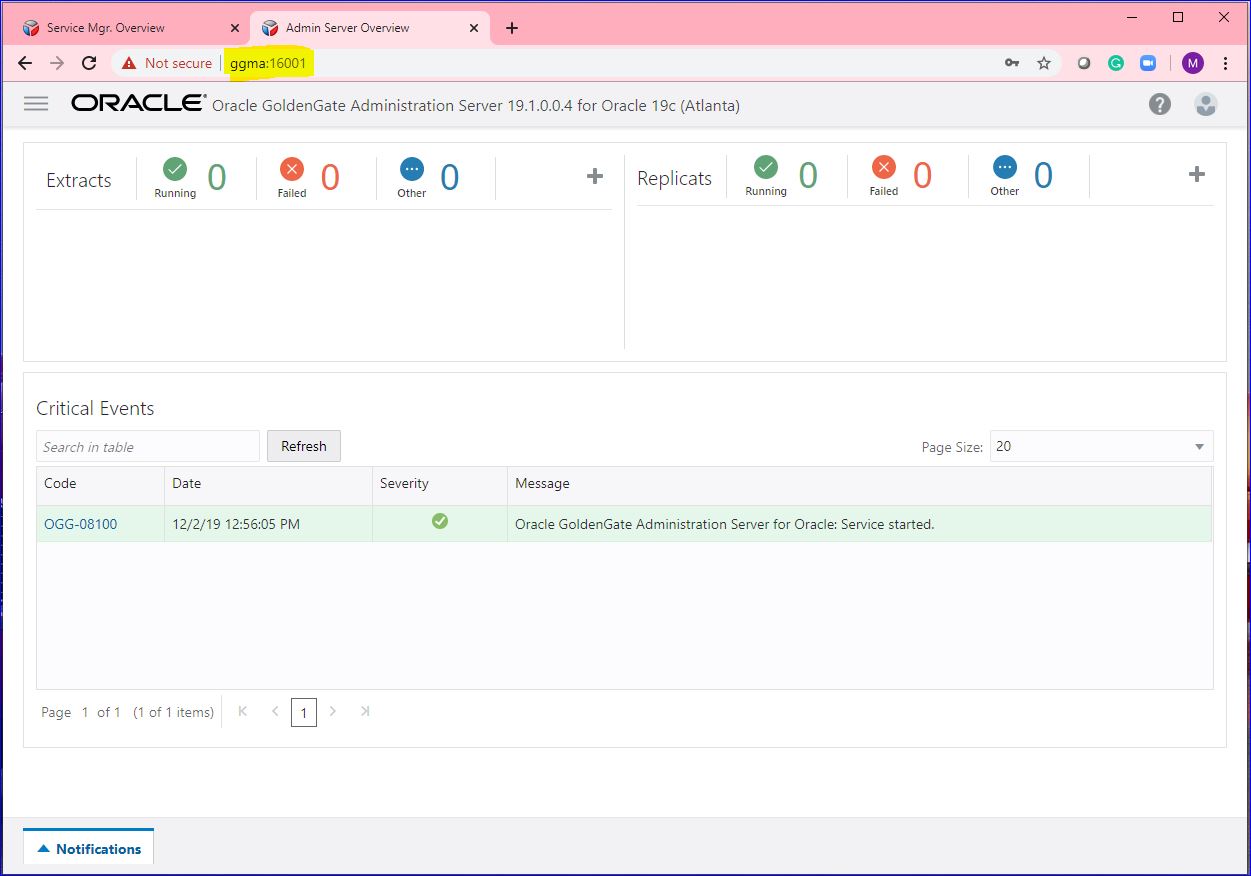 Service Mgr. Overview
Admin Server Overview
Not secure
ggma:16001
M
ORACLE® Oracle GoldenGate Administration Server 19.1.0.0.4 for Oracle 19c (Atlanta)
Extracts
Running
0
Failed
0
Other
0
Replicats
Running
0
Failed
0
Other
0
Critical Events
Search in table
Refresh
Page Size:
20
Code
Date
Severity
Message
OGG-08100
12/2/19 12:56:05 PM
Oracle GoldenGate Administration Server for Oracle: Service started.
Page 1 of 1 (1 of 1 items)
1
Notifications